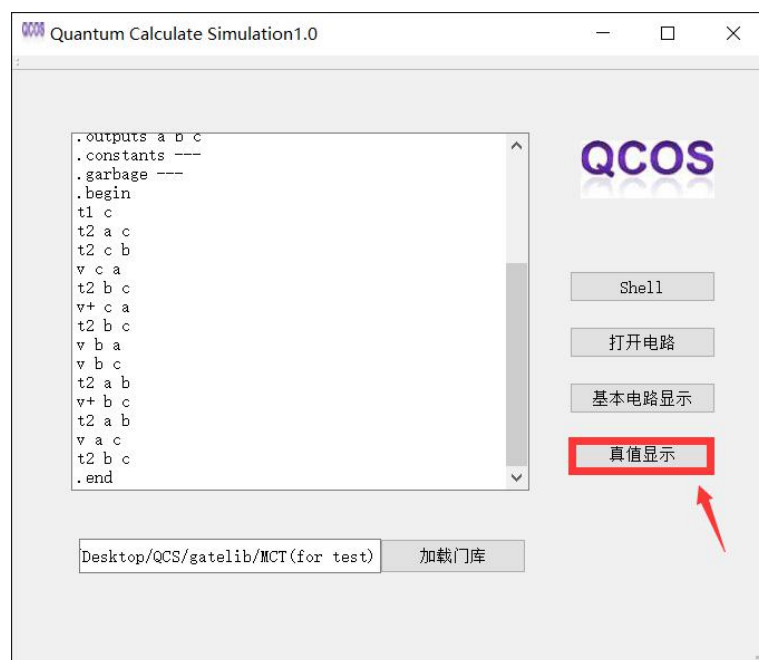 Quantum Calculate Simulation1.0
.outputs a b c
.constants ---
.garbage ---
.begin
t1 c
t2 a c
t2 c b
v c a
t2 b c
v+ c a
t2 b c
v b a
v b c
t2 a b
v+ b c
t2 a b
v a c
t2 b c
.end
QCOS
Shell
打开电路
基本电路显示
真值显示
Desktop/QCS/gatelib/MCT(for test)
加载门库